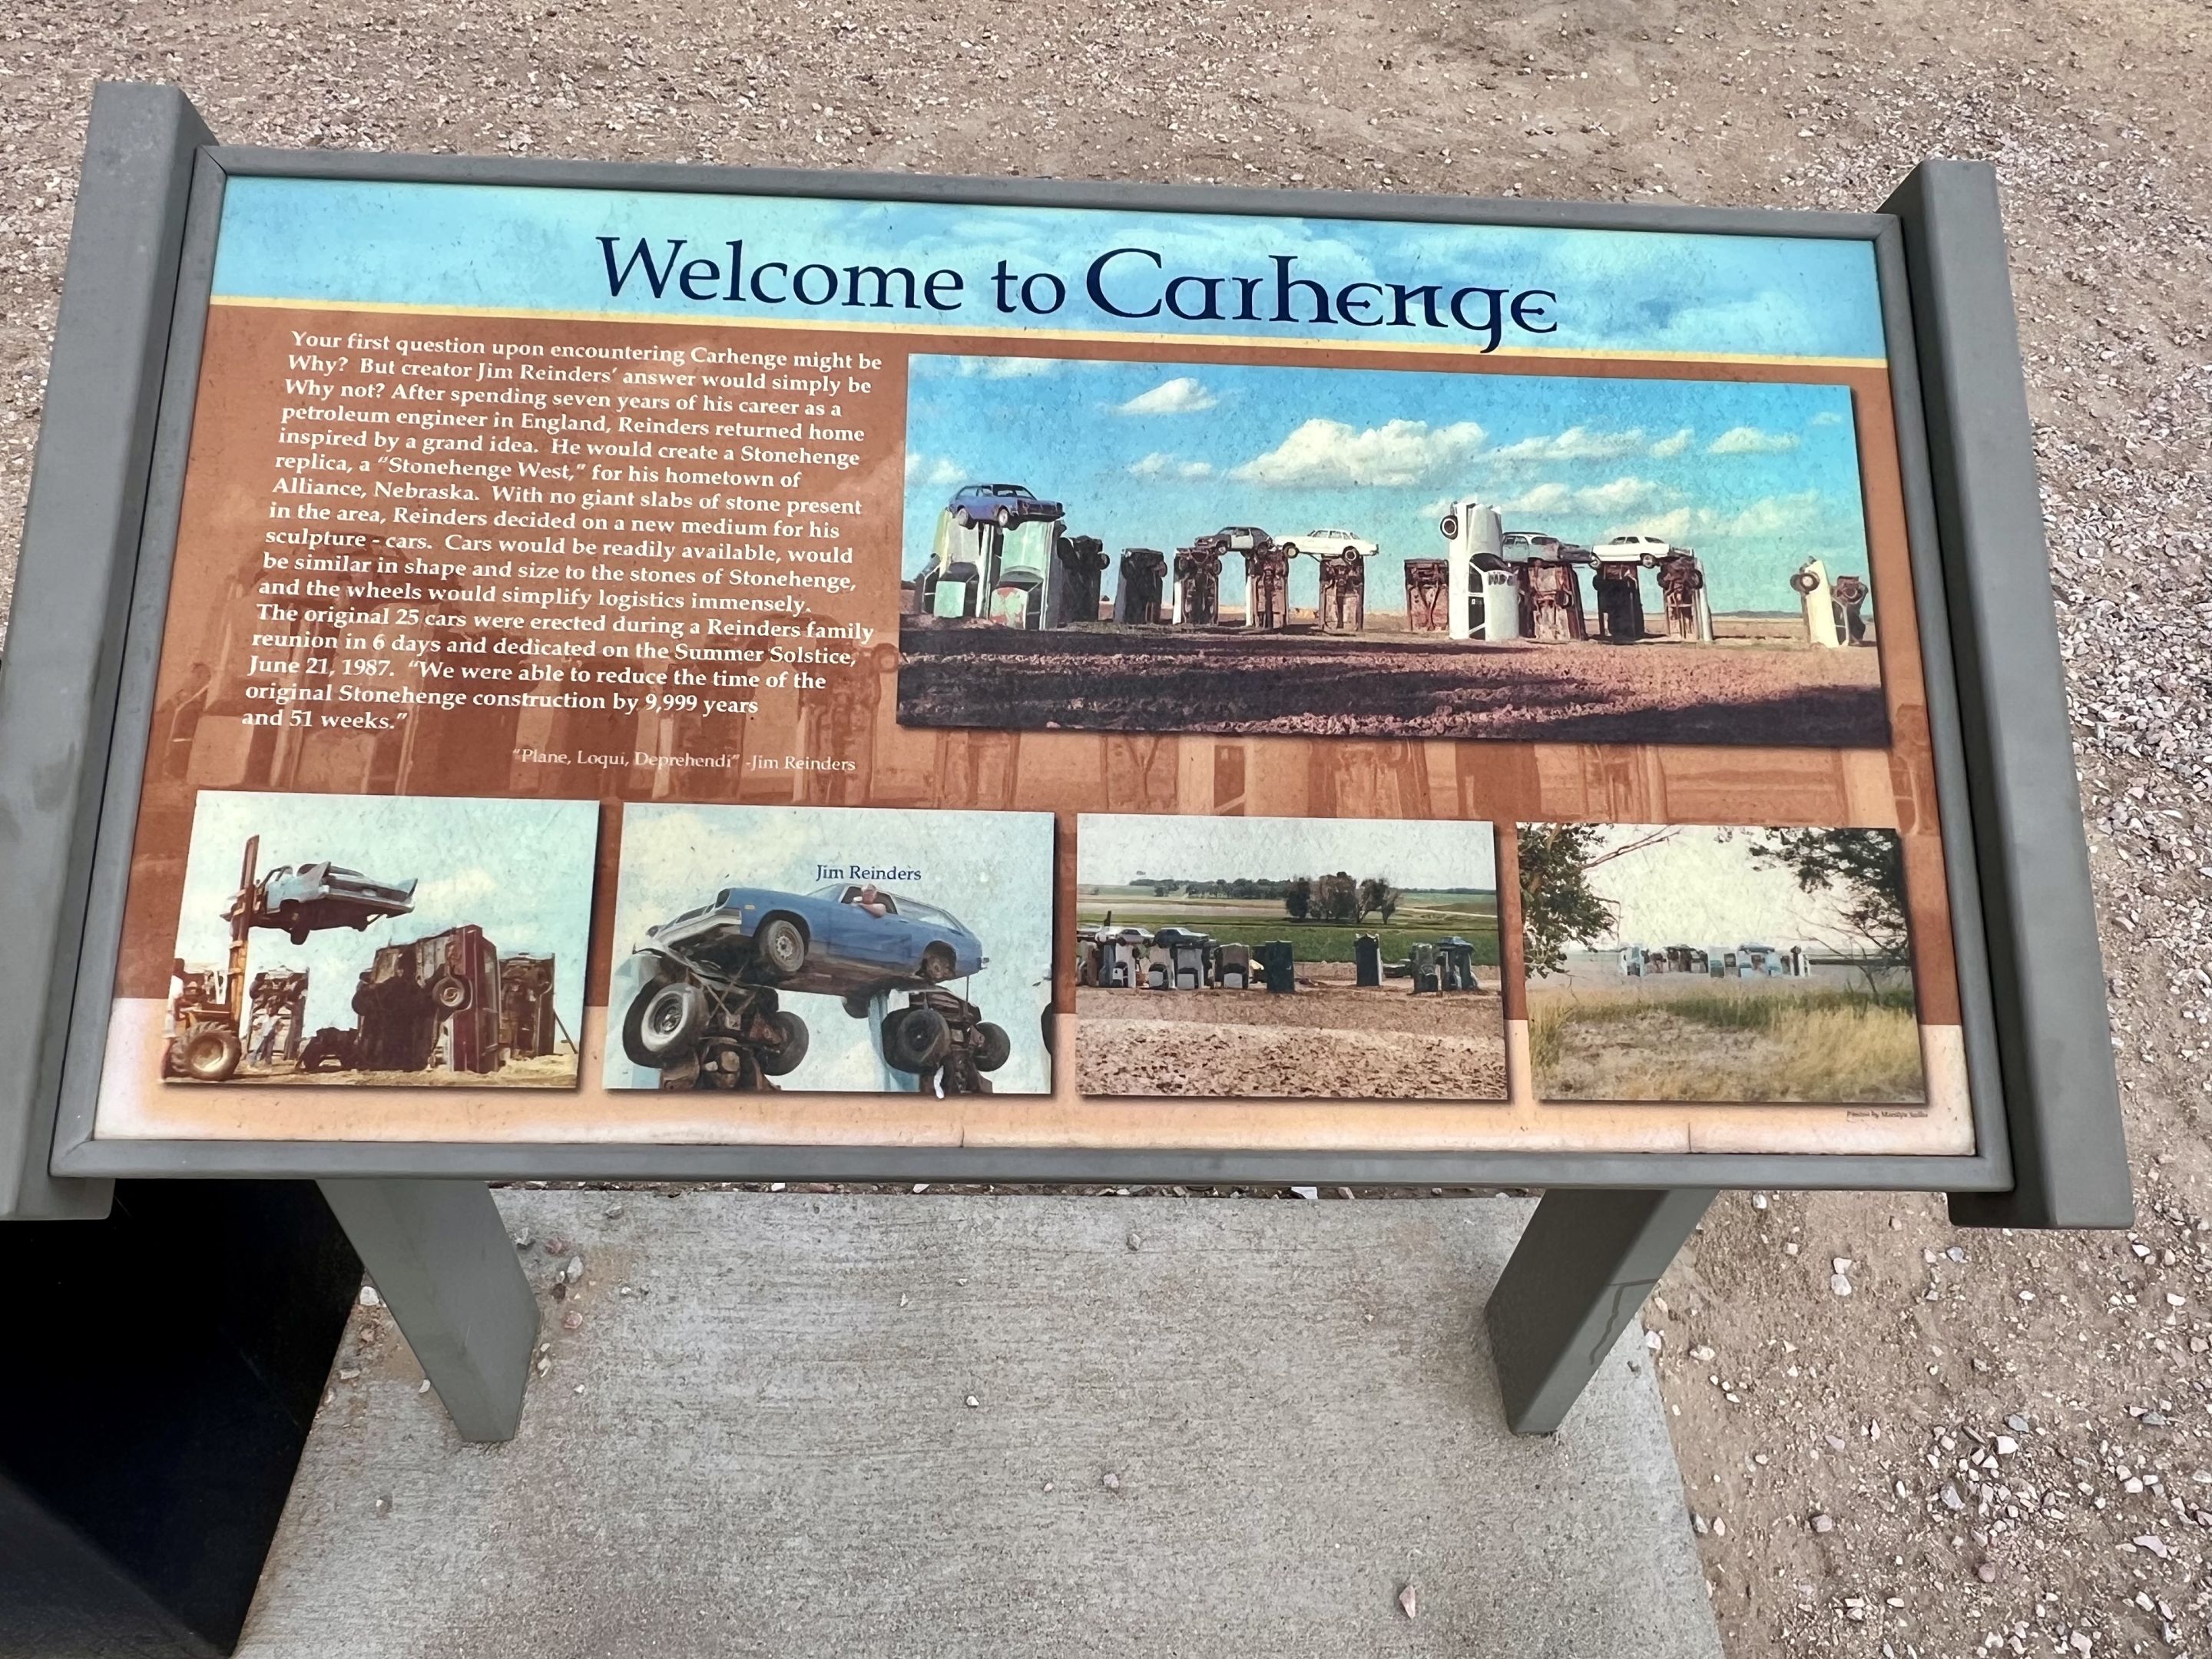 Welcome to Carhenge
Your first question upon encountering Carhenge might be
Why? But creator Jim Reinders' answer would simply be
Why not? After spending seven years of his career as a
petroleum engineer in England, Reinders returned home
inspired by a grand idea. He would create a Stonehenge
replica, a "Stonehenge West," for his hometown of
Alliance, Nebraska. With no giant slabs of stone present
in the area, Reinders decided on a new medium for his
sculpture - cars. Cars would be readily available, would
be similar in shape and size to the stones of Stonehenge,
and the wheels would simplify logistics immensely.
The original 25 cars were erected during a Reinders family
reunion in 6 days and dedicated on the Summer Solstice,
June 21, 1987. "We were able to reduce the time of the
original Stonehenge construction by 9,999 years
and 51 weeks."
"Plane, Loqui, Deprehendi" -Jim Reinders
Jim Reinders
Photos by